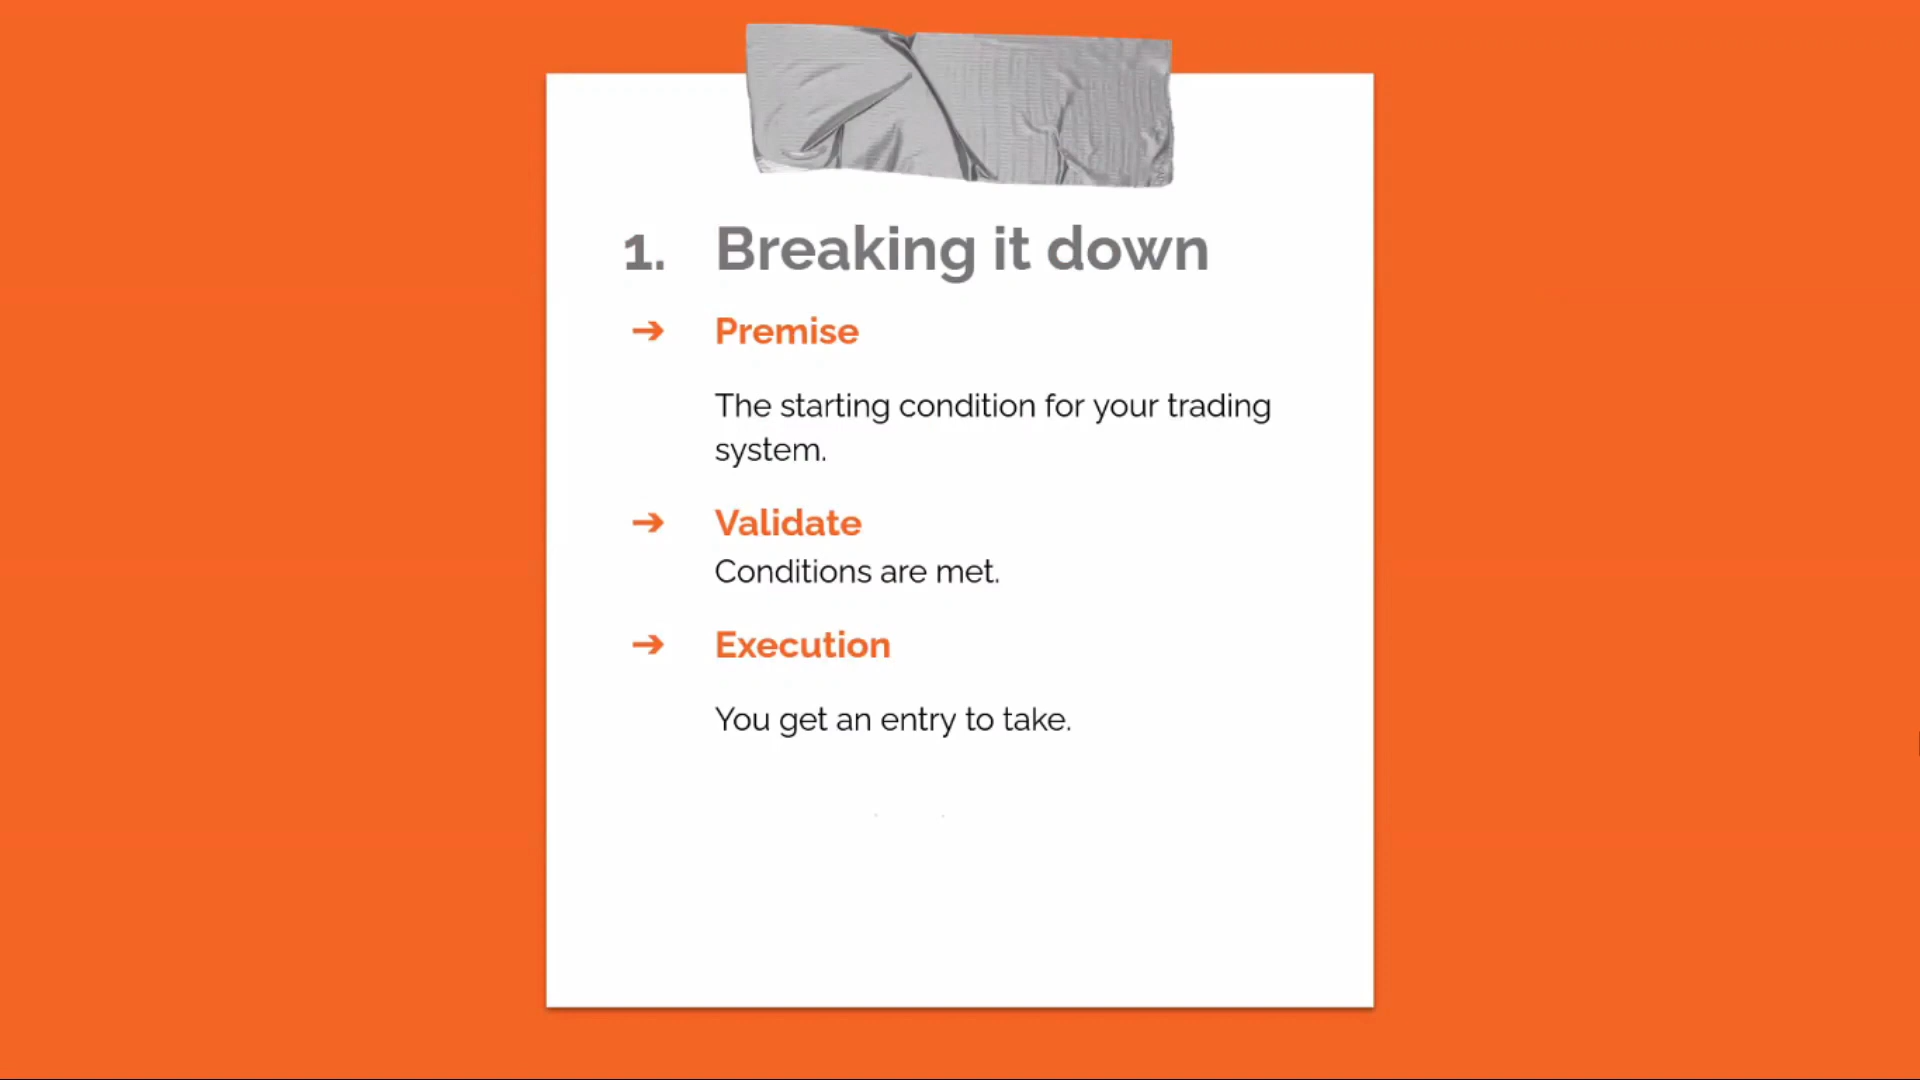 1. Breaking it down
➔ Premise
The starting condition for your trading
system.
➔ Validate
Conditions are met.
➔ Execution
You get an entry to take.